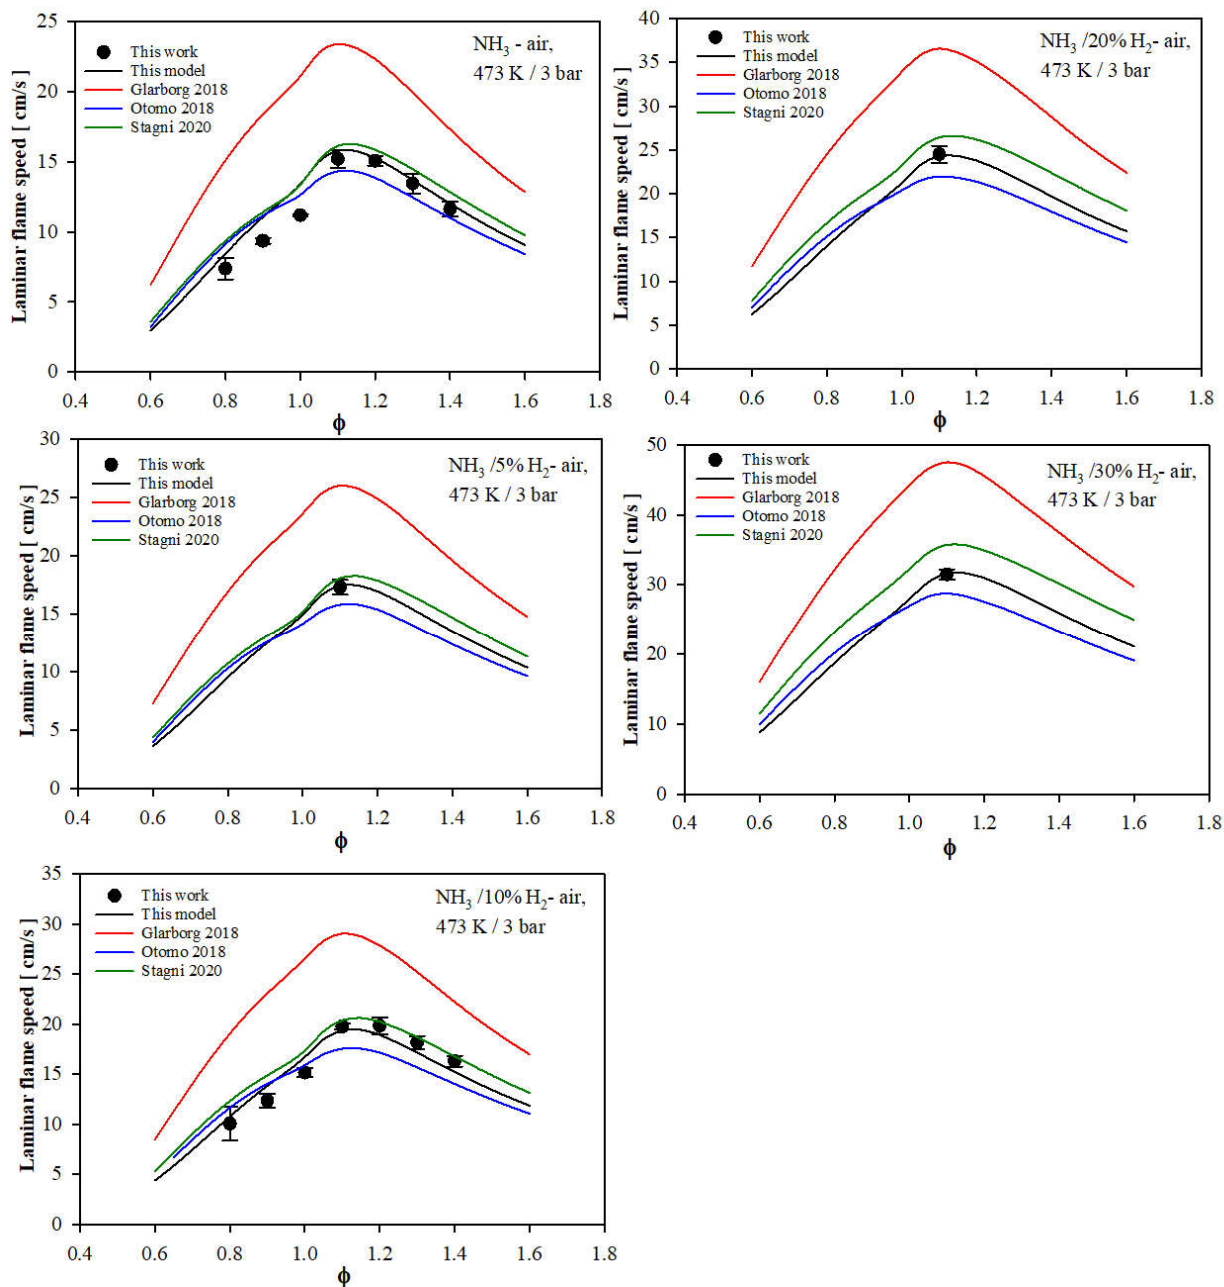 25
20
15
10
5
0
Laminar flame speed [ cm/s ]
This work
This model
Glarborg 2018
Otomo 2018
Stagni 2020
NH₃ - air,
473 K / 3 bar
0.4 0.6 0.8 1.0 1.2 1.4 1.6 1.8
ϕ
40
35
30
25
20
15
10
5
0
Laminar flame speed [ cm/s ]
This work
This model
Glarborg 2018
Otomo 2018
Stagni 2020
NH₃ /20% H₂- air,
473 K / 3 bar
0.4 0.6 0.8 1.0 1.2 1.4 1.6 1.8
ϕ
30
25
20
15
10
5
0
Laminar flame speed [ cm/s ]
This work
This model
Glarborg 2018
Otomo 2018
Stagni 2020
NH₃ /5% H₂- air,
473 K / 3 bar
0.4 0.6 0.8 1.0 1.2 1.4 1.6 1.8
ϕ
50
40
30
20
10
0
Laminar flame speed [ cm/s ]
This work
This model
Glarborg 2018
Otomo 2018
Stagni 2020
NH₃ /30% H₂- air,
473 K / 3 bar
0.4 0.6 0.8 1.0 1.2 1.4 1.6 1.8
ϕ
35
30
25
20
15
10
5
0
Laminar flame speed [ cm/s ]
This work
This model
Glarborg 2018
Otomo 2018
Stagni 2020
NH₃ /10% H₂- air,
473 K / 3 bar
0.4 0.6 0.8 1.0 1.2 1.4 1.6 1.8
ϕ